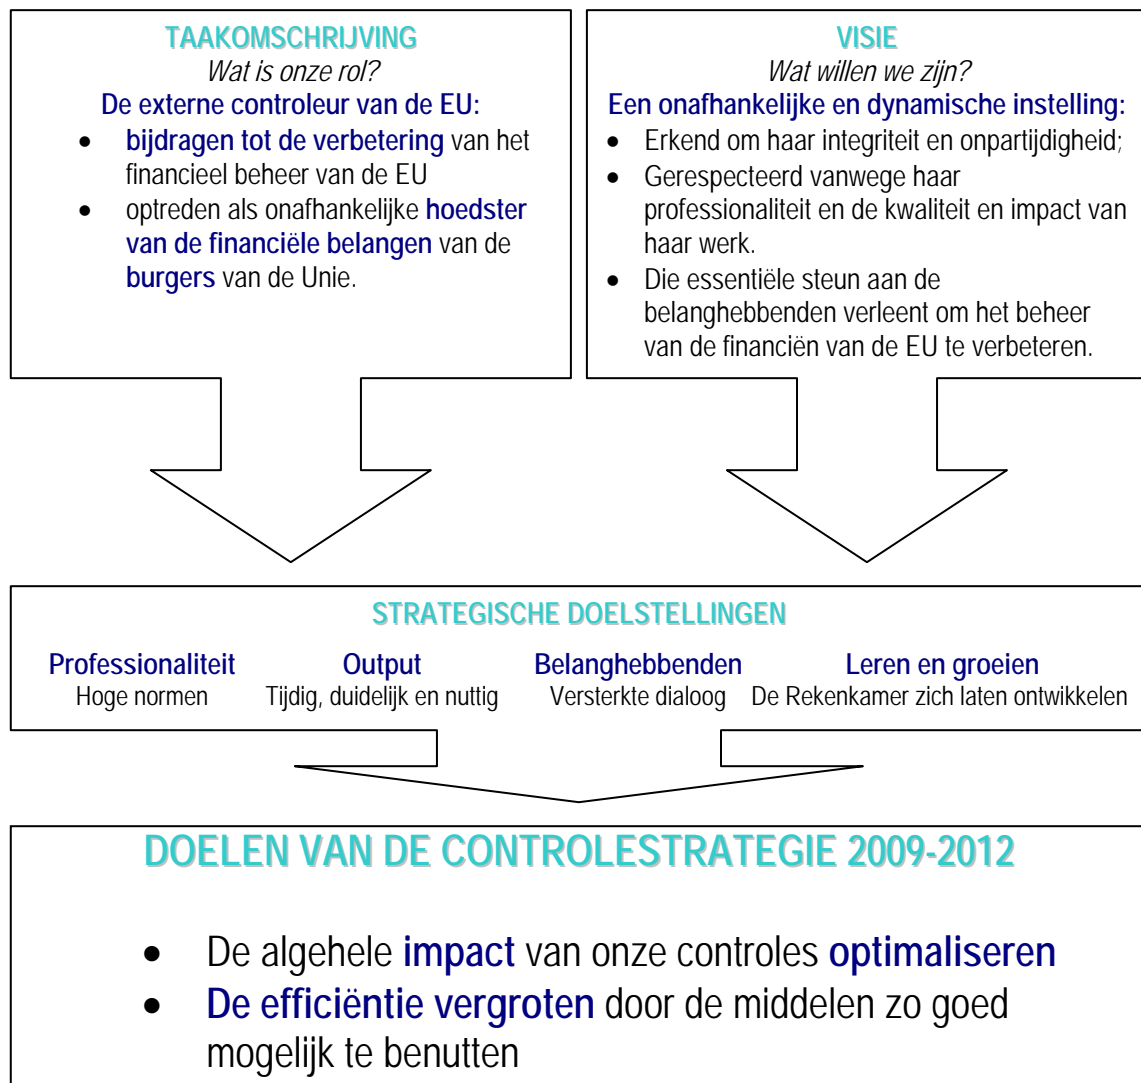 TAAKOMSCHRIJVING
Wat is onze rol?
De externe controleur van de EU:
• bijdragen tot de verbetering van het
financieel beheer van de EU
• optreden als onafhankelijke hoedster
van de financiële belangen van de
burgers van de Unie.
VISIE
Wat willen we zijn?
Een onafhankelijke en dynamische instelling:
• Erkend om haar integriteit en onpartijdigheid;
• Gerespecteerd vanwege haar
professionaliteit en de kwaliteit en impact van
haar werk.
• Die essentiële steun aan de
belanghebbenden verleent om het beheer
van de financiën van de EU te verbeteren.
STRATEGISCHE DOELSTELLINGEN
Professionaliteit
Hoge normen
Output
Tijdig, duidelijk en nuttig
Belanghebbenden
Versterkte dialoog
Leren en groeien
De Rekenkamer zich laten ontwikkelen
DOELEN VAN DE CONTROLESTRATEGIE 2009-2012
• De algehele impact van onze controles optimaliseren
• De efficiëntie vergroten door de middelen zo goed
mogelijk te benutten